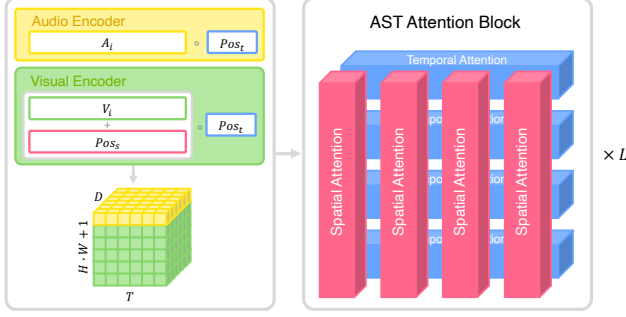 Audio Encoder
A_i ∘ Pos_t
Visual Encoder
V_i
+
Pos_s
∘ Pos_t
D
H · W + 1
T
AST Attention Block
Temporal Attention
Spatial Attention
Spatial Attention
Spatial Attention
Spatial Attention
× L